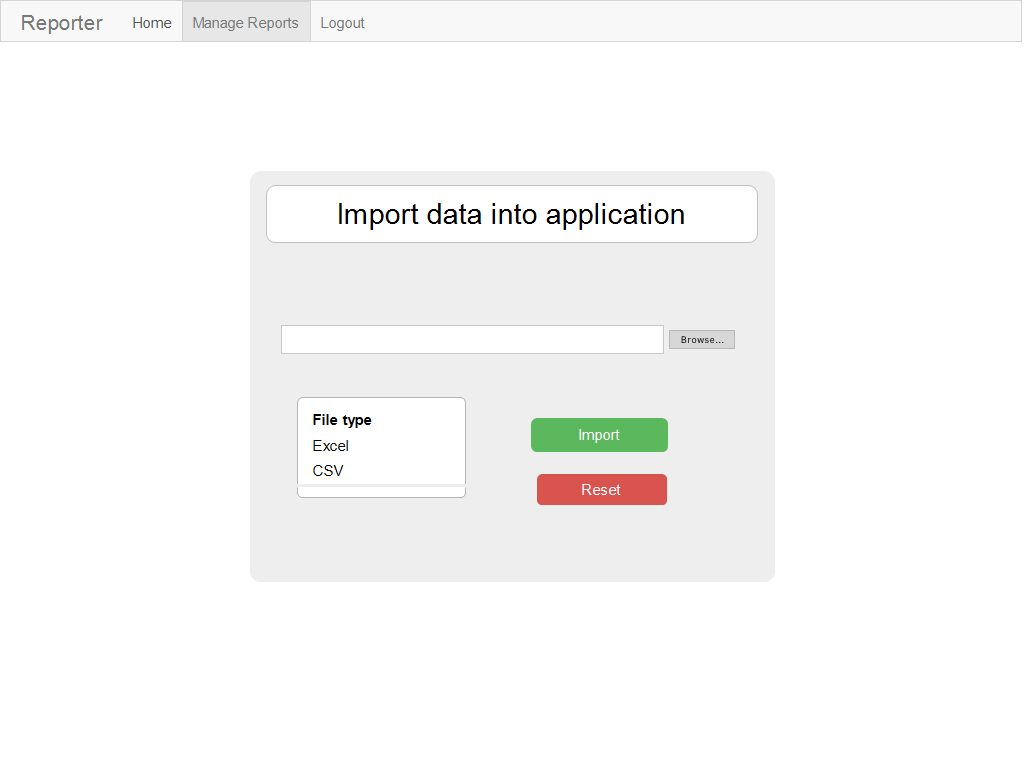 Reporter Home Manage Reports Logout
Import data into application
Browse...
File type
Excel
CSV
Import
Reset